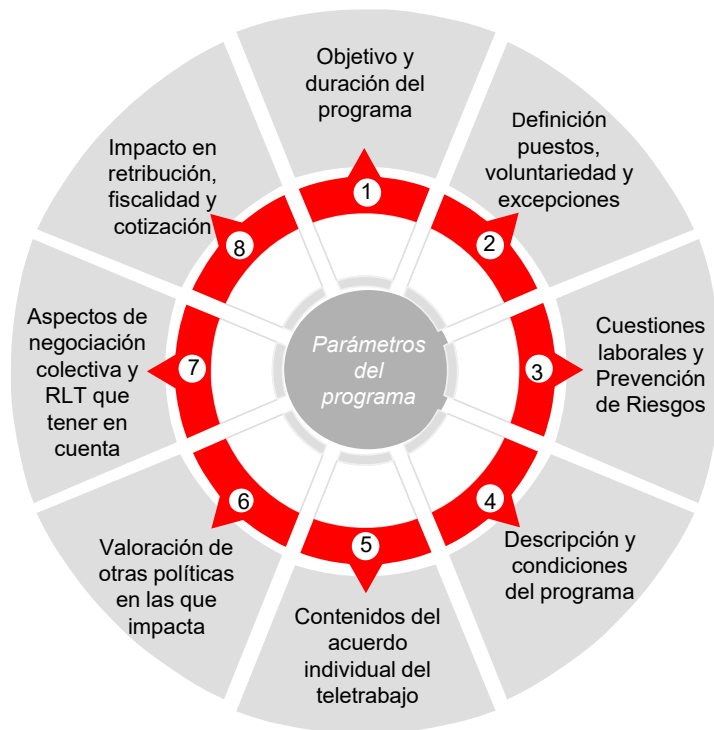 Parámetros
del
programa
1
Objetivo y
duración del
programa
2
Definición
puestos,
voluntariedad y
excepciones
3
Cuestiones
laborales y
Prevención
de Riesgos
4
Descripción y
condiciones
del programa
5
Contenidos del
acuerdo
individual del
teletrabajo
6
Valoración de
otras políticas
en las que
impacta
7
Aspectos de
negociación
colectiva y
RLT que
tener en
cuenta
8
Impacto en
retribución,
fiscalidad y
cotización